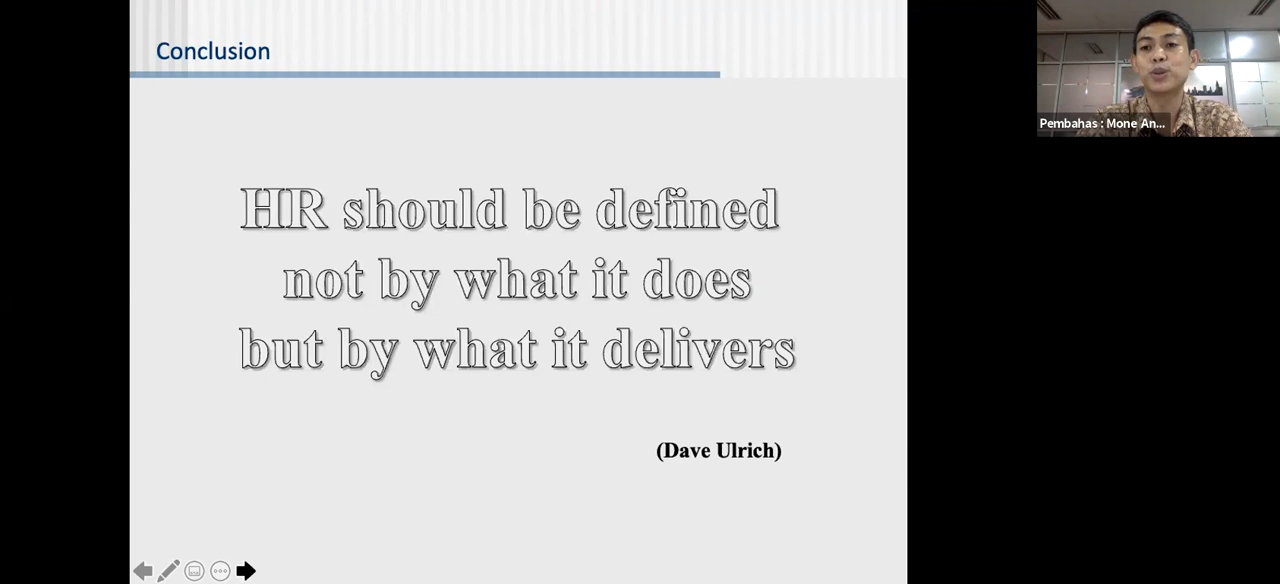 Conclusion
HR should be defined
not by what it does
but by what it delivers
(Dave Ulrich)
Pembahas : Mone An...